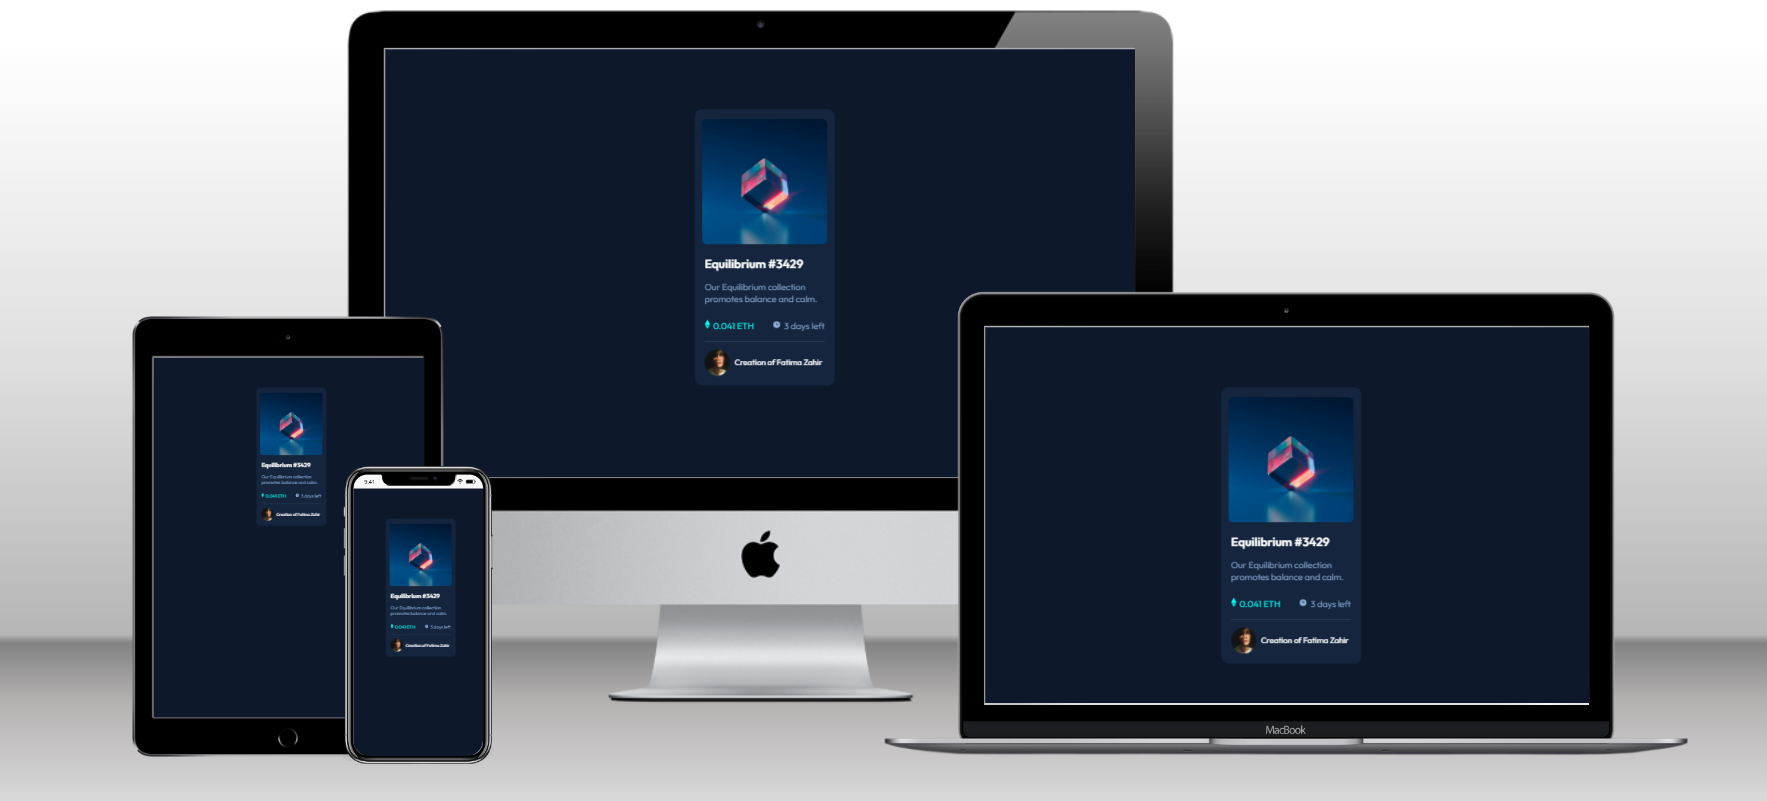 Equilibrium #3429
Our Equilibrium collection
promotes balance and calm.
0.041 ETH 3 days left
Creation of Fatima Zahir
Equilibrium #3429
Our Equilibrium collection
promotes balance and calm.
0.041 ETH 3 days left
Creation of Fatima Zahir
9:41
Equilibrium #3429
Our Equilibrium collection
promotes balance and calm.
0.041 ETH 3 days left
Creation of Fatima Zahir
Equilibrium #3429
Our Equilibrium collection
promotes balance and calm.
0.041 ETH 3 days left
Creation of Fatima Zahir
MacBook